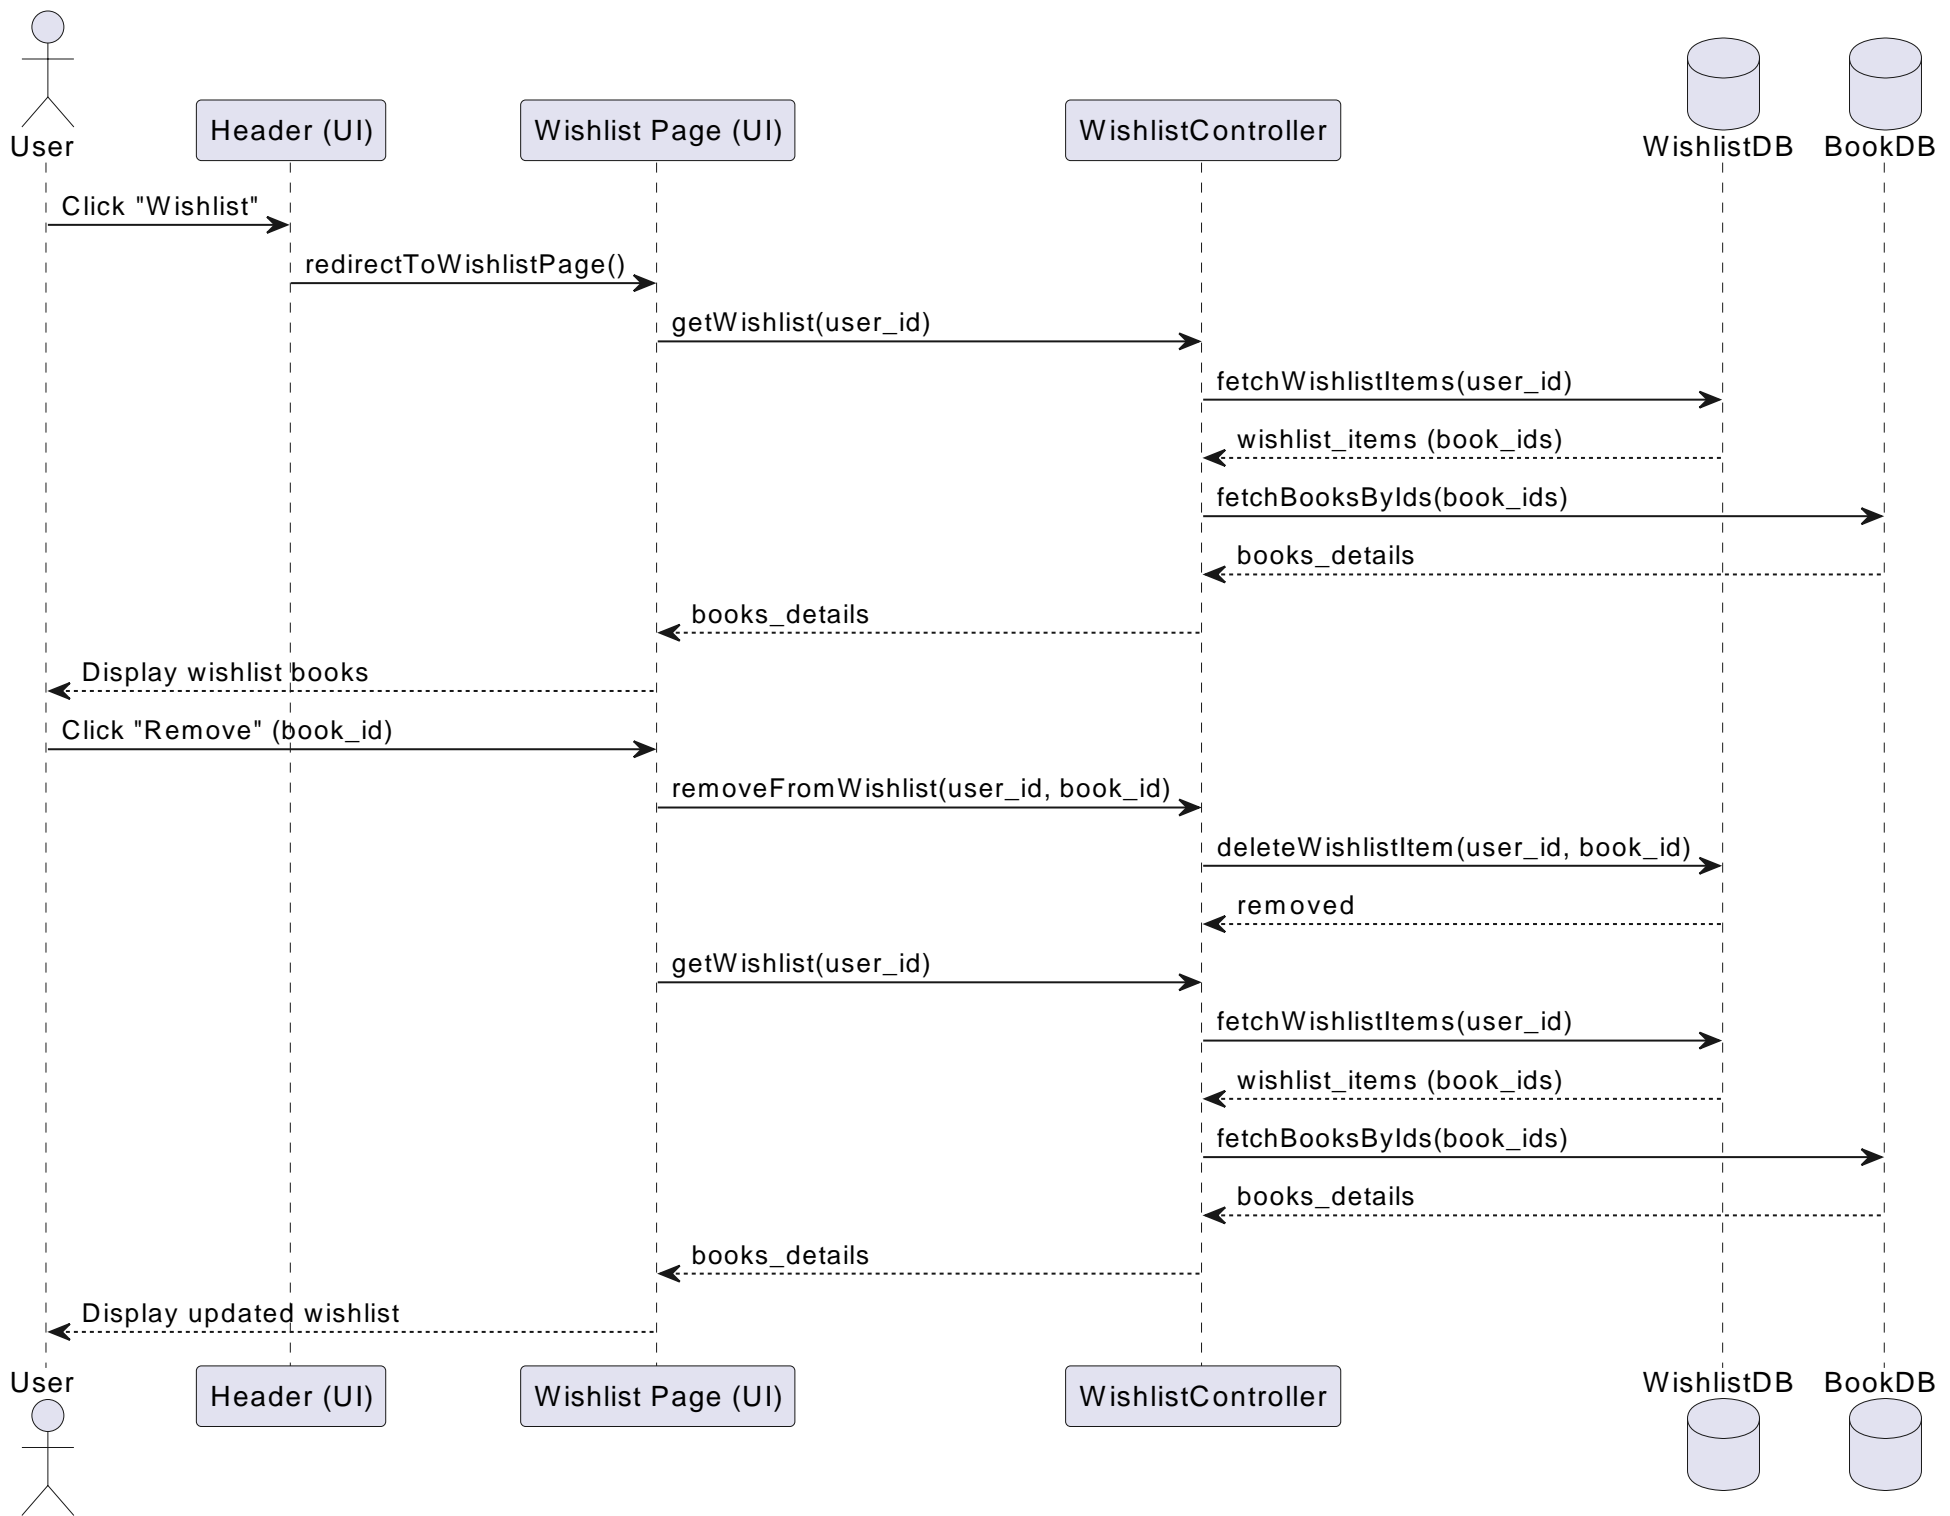 User
Header (UI)
Wishlist Page (UI)
WishlistController
WishlistDB
BookDB
Click "Wishlist"
redirectToWishlistPage()
getWishlist(user_id)
fetchWishlistItems(user_id)
wishlist_items (book_ids)
fetchBooksByIds(book_ids)
books_details
books_details
Display wishlist books
Click "Remove" (book_id)
removeFromWishlist(user_id, book_id)
deleteWishlistItem(user_id, book_id)
removed
getWishlist(user_id)
fetchWishlistItems(user_id)
wishlist_items (book_ids)
fetchBooksByIds(book_ids)
books_details
books_details
Display updated wishlist
User
Header (UI)
Wishlist Page (UI)
WishlistController
WishlistDB
BookDB